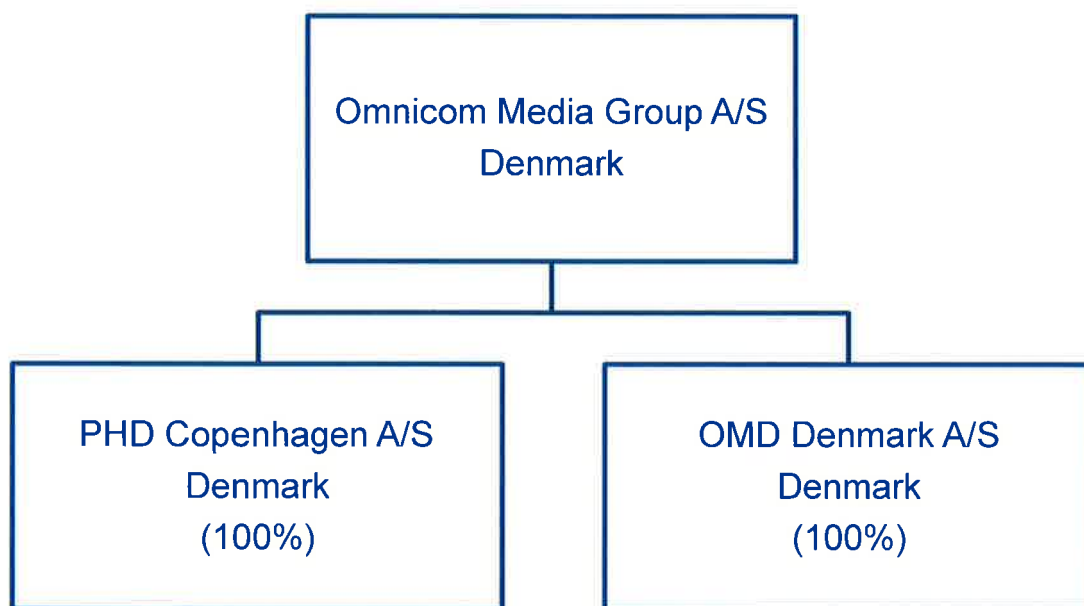 Omnicom Media Group A/S
Denmark
PHD Copenhagen A/S
Denmark
(100%)
OMD Denmark A/S
Denmark
(100%)